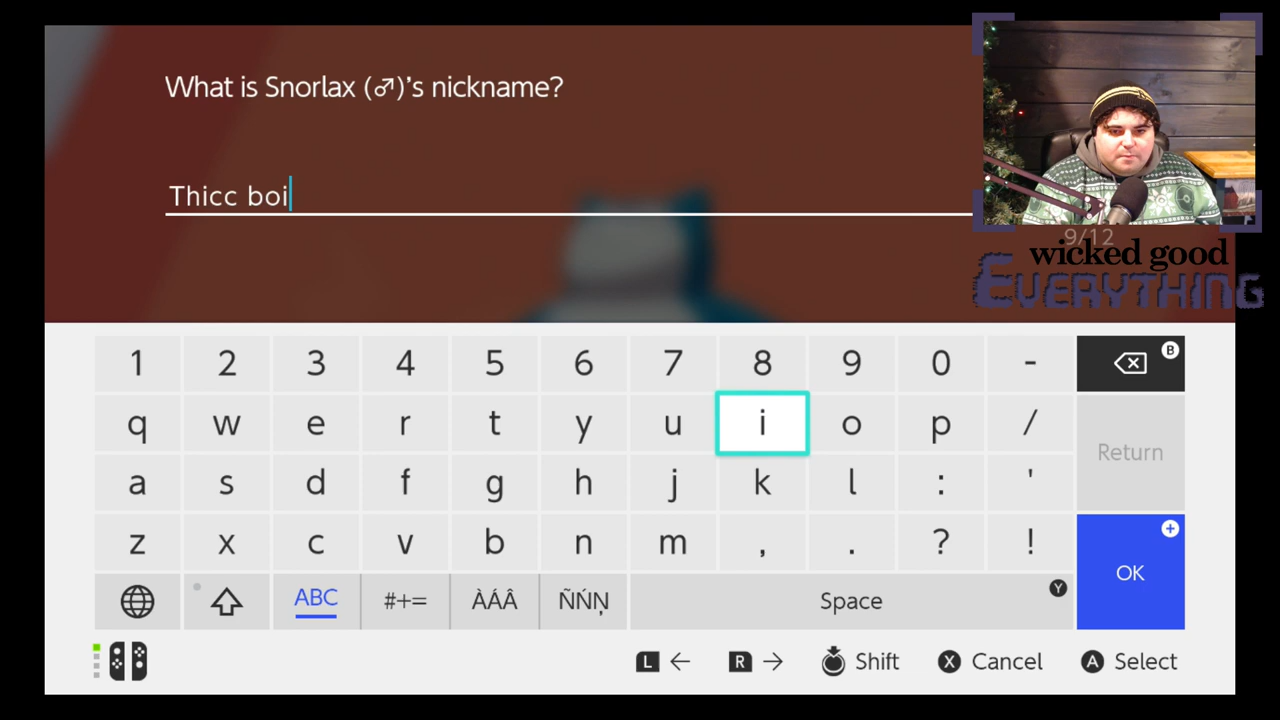 What is Snorlax (♂)'s nickname?
Thicc boi
9/12
wicked good
EVERYTHING
1 2 3 4 5 6 7 8 9 0 - B
q w e r t y u i o p /
Return
a s d f g h j k l : '
z x c v b n m , . ? ! + OK
ABC #+= ÀÁÂ ÑŃŅ Space Y
L ← R → Shift X Cancel A Select